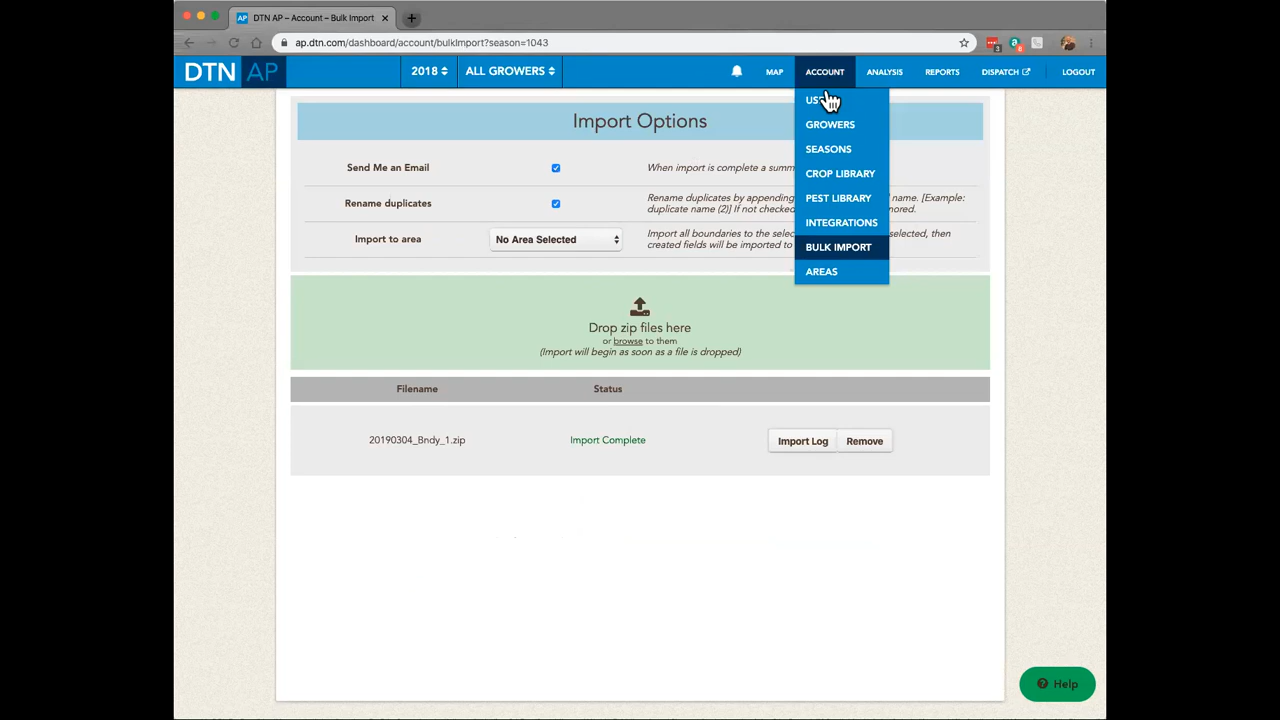 DTN AP – Account – Bulk Import
ap.dtn.com/dashboard/account/bulkImport?season=1043
DTN AP
2018
ALL GROWERS
MAP
ACCOUNT
ANALYSIS
REPORTS
DISPATCH
LOGOUT
GROWERS
SEASONS
CROP LIBRARY
PEST LIBRARY
INTEGRATIONS
BULK IMPORT
AREAS
Import Options
Send Me an Email
When import is complete a
Rename duplicates
Rename duplicates by appending
name. [Example:
duplicate name (2)] If not checked
Import to area
No Area Selected
Import all boundaries to the
selected, then
created fields will be imported to
Drop zip files here
or browse to them
(Import will begin as soon as a file is dropped)
Filename
Status
20190304_Bndy_1.zip
Import Complete
Import Log
Remove
Help
3
8